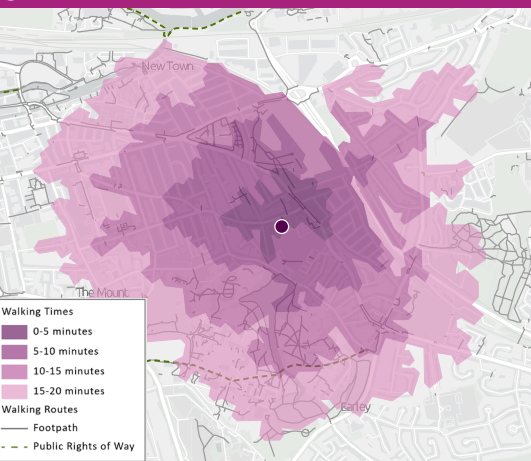 New Town
The Mount
Walking Times
0-5 minutes
5-10 minutes
10-15 minutes
15-20 minutes
Walking Routes
Footpath
Public Rights of Way
Earley